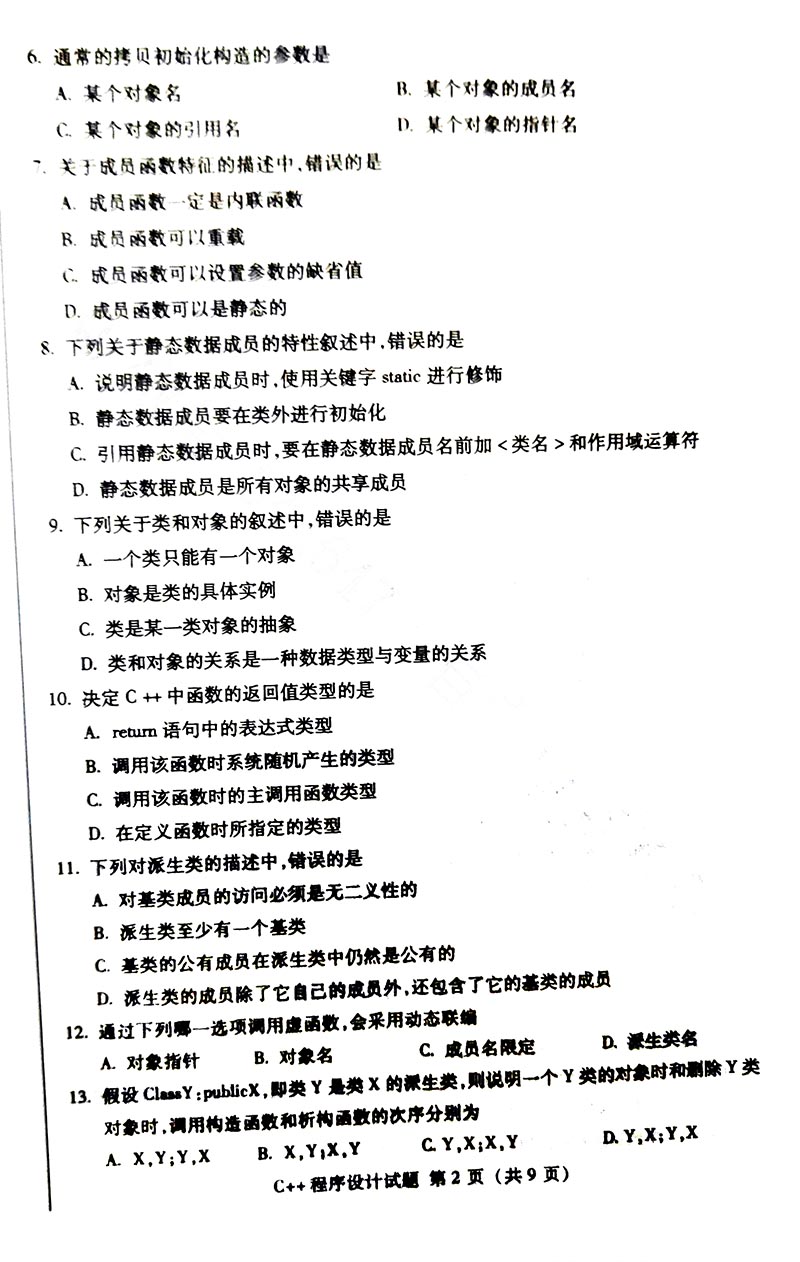 6. 通常的拷贝初始化构造的参数是
A. 某个对象名 B. 某个对象的成员名
C. 某个对象的引用名 D. 某个对象的指针名
7. 关于成员函数特征的描述中,错误的是
A. 成员函数一定是内联函数
B. 成员函数可以重载
C. 成员函数可以设置参数的缺省值
D. 成员函数可以是静态的
8. 下列关于静态数据成员的特性叙述中,错误的是
A. 说明静态数据成员时,使用关键字 static 进行修饰
B. 静态数据成员要在类外进行初始化
C. 引用静态数据成员时,要在静态数据成员名前加<类名>和作用域运算符
D. 静态数据成员是所有对象的共享成员
9. 下列关于类和对象的叙述中,错误的是
A. 一个类只能有一个对象
B. 对象是类的具体实例
C. 类是某一类对象的抽象
D. 类和对象的关系是一种数据类型与变量的关系
10. 决定 C++ 中函数的返回值类型的是
A. return 语句中的表达式类型
B. 调用该函数时系统随机产生的类型
C. 调用该函数时的主调用函数类型
D. 在定义函数时所指定的类型
11. 下列对派生类的描述中,错误的是
A. 对基类成员的访问必须是无二义性的
B. 派生类至少有一个基类
C. 基类的公有成员在派生类中仍然是公有的
D. 派生类的成员除了它自己的成员外,还包含了它的基类的成员
12. 通过下列哪一选项调用虚函数,会采用动态联编
A. 对象指针 B. 对象名 C. 成员名限定 D. 派生类名
13. 假设 ClassY:publicX,即类 Y 是类 X 的派生类,则说明一个 Y 类的对象时和删除 Y 类
对象时,调用构造函数和析构函数的次序分别为
A. X,Y;Y,X B. X,Y;X,Y C. Y,X;X,Y D. Y,X;Y,X
C++ 程序设计试题 第 2 页 (共 9 页)